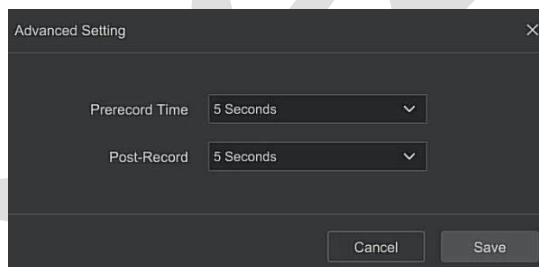 Advanced Setting
Prerecord Time 5 Seconds
Post-Record 5 Seconds
Cancel Save